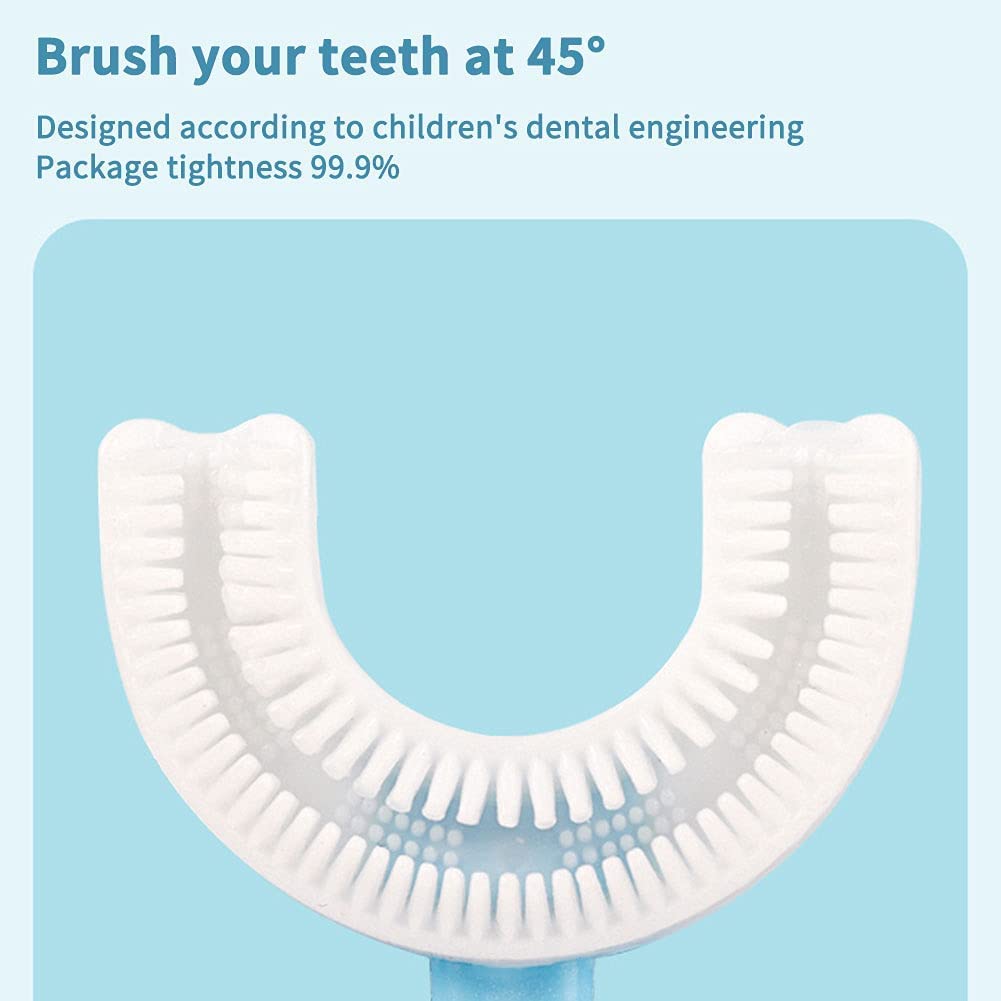 Brush your teeth at 45°
Designed according to children's dental engineering
Package tightness 99.9%